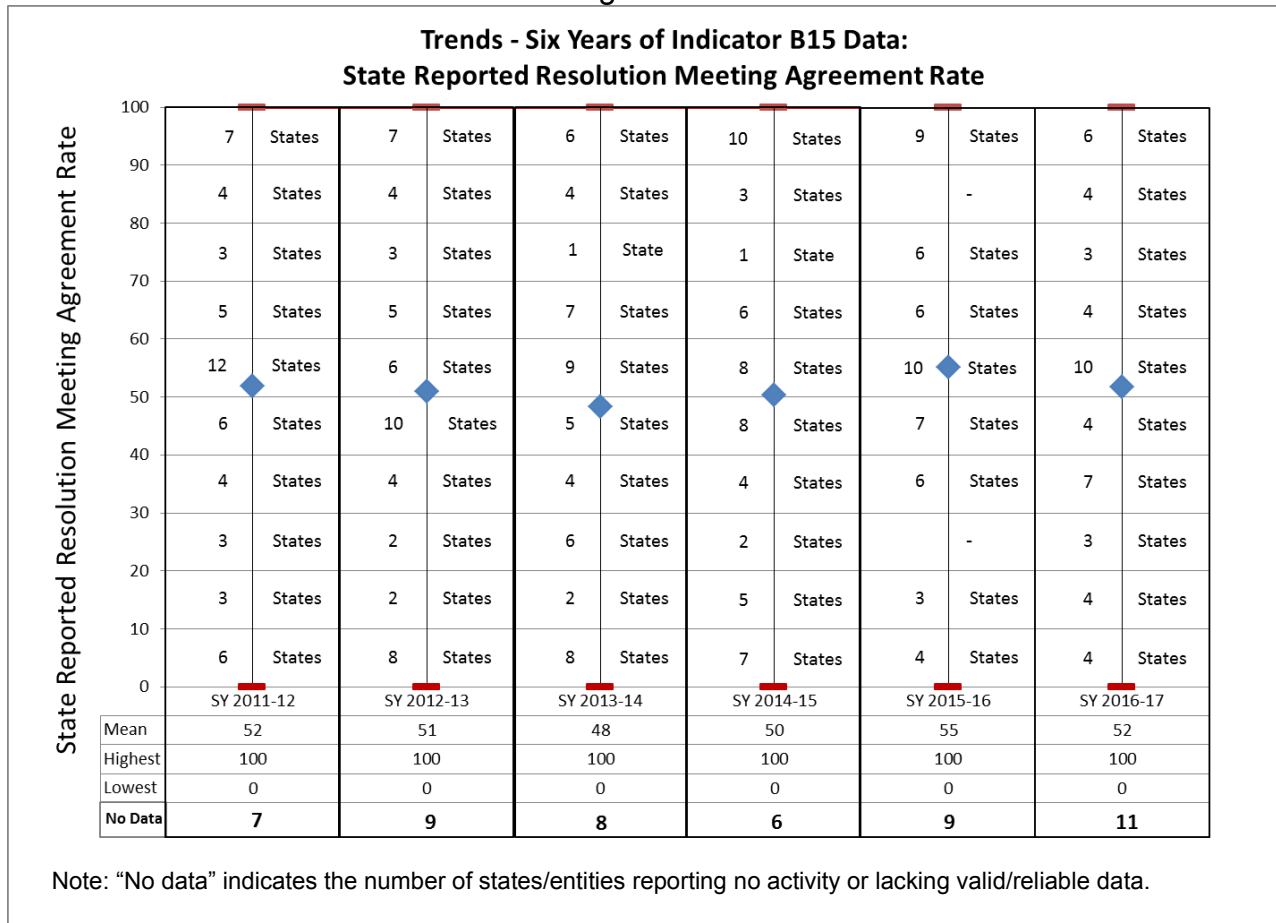 Trends - Six Years of Indicator B15 Data:
State Reported Resolution Meeting Agreement Rate
State Reported Resolution Meeting Agreement Rate
100
7 States 7 States 6 States 10 States 9 States 6 States
90
4 States 4 States 4 States 3 States - 4 States
80
3 States 3 States 1 State 1 State 6 States 3 States
70
5 States 5 States 7 States 6 States 6 States 4 States
60
12 States 6 States 9 States 8 States 10 States 10 States
50
6 States 10 States 5 States 8 States 7 States 4 States
40
4 States 4 States 4 States 4 States 6 States 7 States
30
3 States 2 States 6 States 2 States - 3 States
20
3 States 2 States 2 States 5 States 3 States 4 States
10
6 States 8 States 8 States 7 States 4 States 4 States
0
SY 2011-12 SY 2012-13 SY 2013-14 SY 2014-15 SY 2015-16 SY 2016-17
Mean 52 51 48 50 55 52
Highest 100 100 100 100 100 100
Lowest 0 0 0 0 0 0
No Data 7 9 8 6 9 11
Note: “No data” indicates the number of states/entities reporting no activity or lacking valid/reliable data.